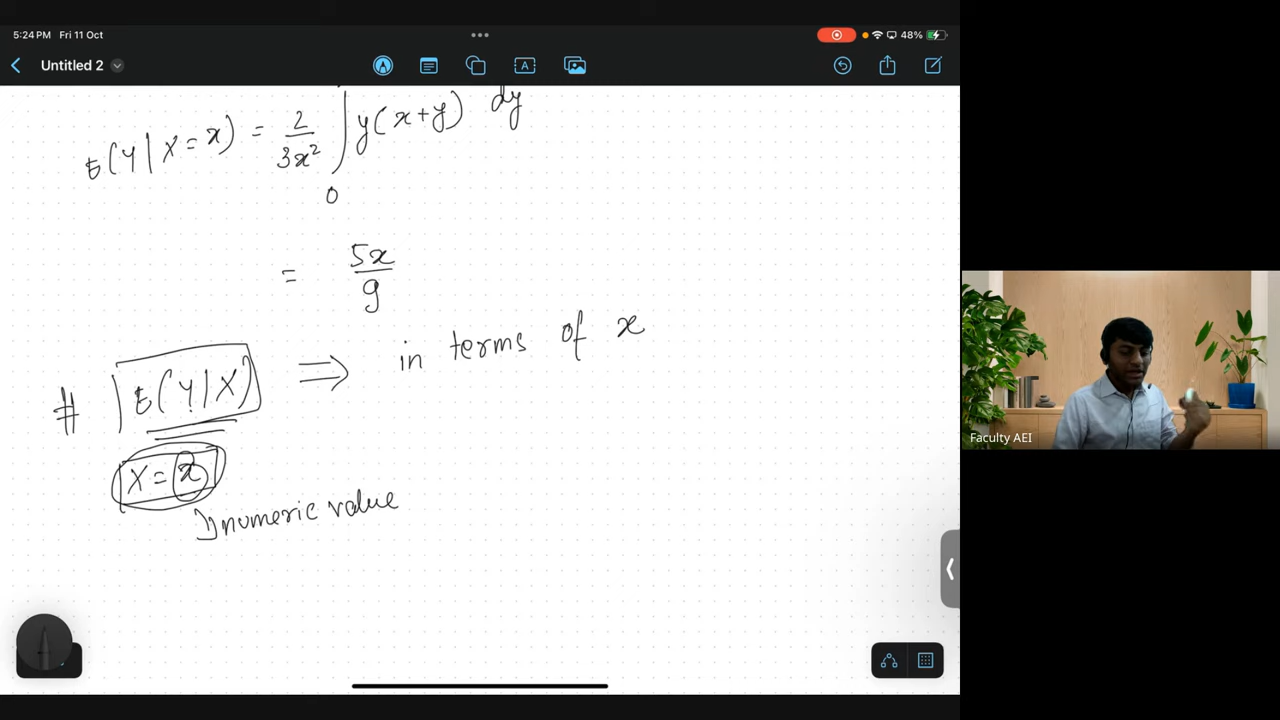 5:24 PM Fri 11 Oct
48%
Untitled 2
E(Y | X = x) = 2/3x² ∫₀ y(x+y) dy
= 5x/9
# E(Y | X) ⇒ in terms of x
X = x
numeric value
Faculty AEI